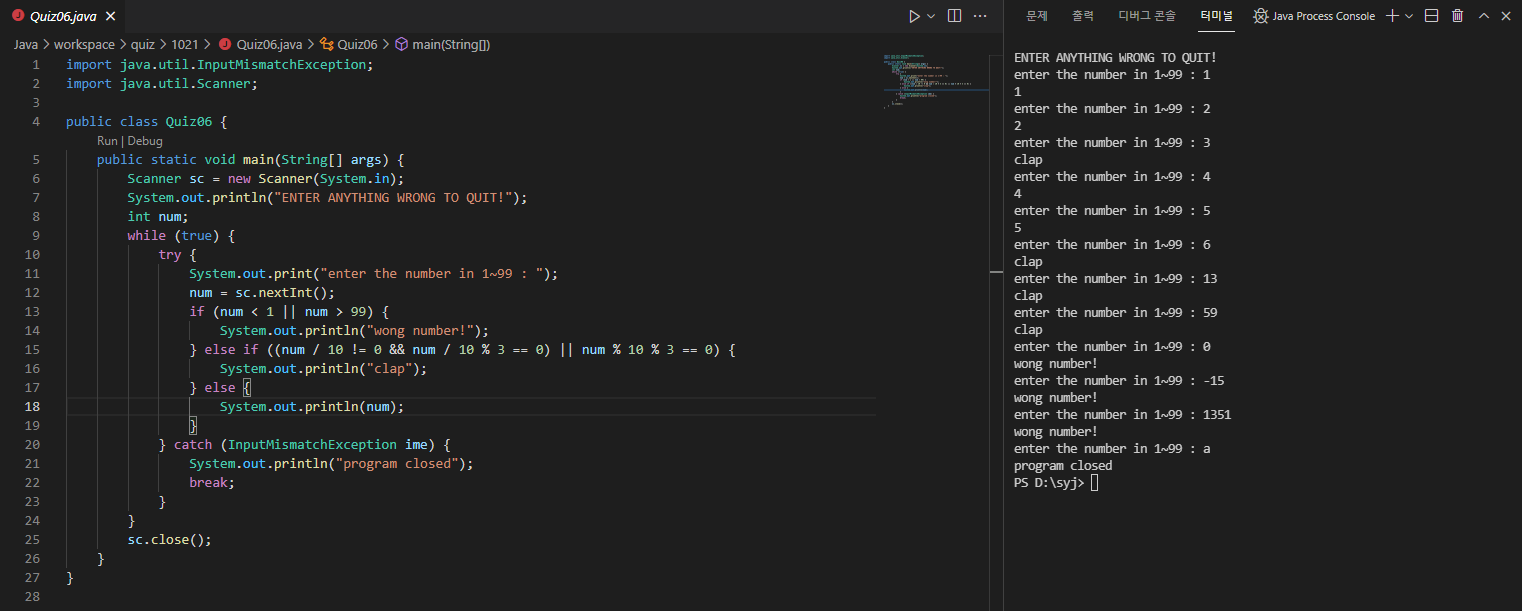 Quiz06.java
Java > workspace > quiz > 1021 > Quiz06.java > Quiz06 > main(String[])
1 import java.util.InputMismatchException;
2 import java.util.Scanner;
3
4 public class Quiz06 {
Run | Debug
5 public static void main(String[] args) {
6 Scanner sc = new Scanner(System.in);
7 System.out.println("ENTER ANYTHING WRONG TO QUIT!");
8 int num;
9 while (true) {
10 try {
11 System.out.print("enter the number in 1~99 : ");
12 num = sc.nextInt();
13 if (num < 1 || num > 99) {
14 System.out.println("wong number!");
15 } else if ((num / 10 != 0 && num / 10 % 3 == 0) || num % 10 % 3 == 0) {
16 System.out.println("clap");
17 } else {
18 System.out.println(num);
19 }
20 } catch (InputMismatchException ime) {
21 System.out.println("program closed");
22 break;
23 }
24 }
25 sc.close();
26 }
27 }
28
문제 출력 디버그 콘솔 터미널 Java Process Console
ENTER ANYTHING WRONG TO QUIT!
enter the number in 1~99 : 1
1
enter the number in 1~99 : 2
2
enter the number in 1~99 : 3
clap
enter the number in 1~99 : 4
4
enter the number in 1~99 : 5
5
enter the number in 1~99 : 6
clap
enter the number in 1~99 : 13
clap
enter the number in 1~99 : 59
clap
enter the number in 1~99 : 0
wong number!
enter the number in 1~99 : -15
wong number!
enter the number in 1~99 : 1351
wong number!
enter the number in 1~99 : a
program closed
PS D:\syj>